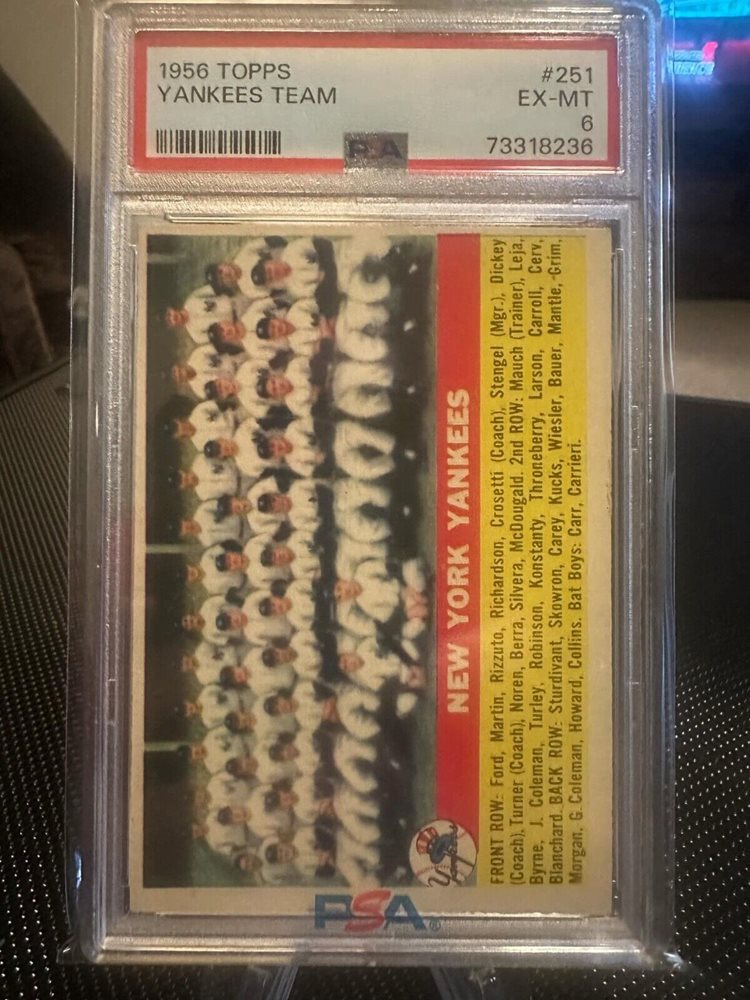 1956 TOPPS #251
YANKEES TEAM EX-MT
6
PSA 73318236
NEW YORK YANKEES
Yankees
FRONT ROW: Ford, Martin, Rizzuto, Richardson, Crosetti (Coach), Stengel (Mgr.), Dickey
(Coach), Turner (Coach), Noren, Berra, Silvera, McDougald. 2nd ROW: Mauch (Trainer), Leja,
Byrne, J. Coleman, Turley, Robinson, Konstanty, Throneberry, Larson, Carroll, Cerv,
Blanchard. BACK ROW: Sturdivant, Skowron, Carey, Kucks, Wiesler, Bauer, Mantle, Grim,
Morgan, G. Coleman, Howard, Collins. Bat Boys: Carr, Carrieri.
PSA®